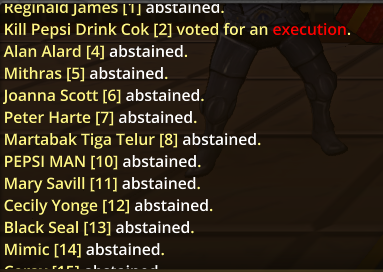 Reginald James [1] abstained.
Kill Pepsi Drink Cok [2] voted for an execution.
Alan Alard [4] abstained.
Mithras [5] abstained.
Joanna Scott [6] abstained.
Peter Harte [7] abstained.
Martabak Tiga Telur [8] abstained.
PEPSI MAN [10] abstained.
Mary Savill [11] abstained.
Cecily Yonge [12] abstained.
Black Seal [13] abstained.
Mimic [14] abstained.
[15] abstained.